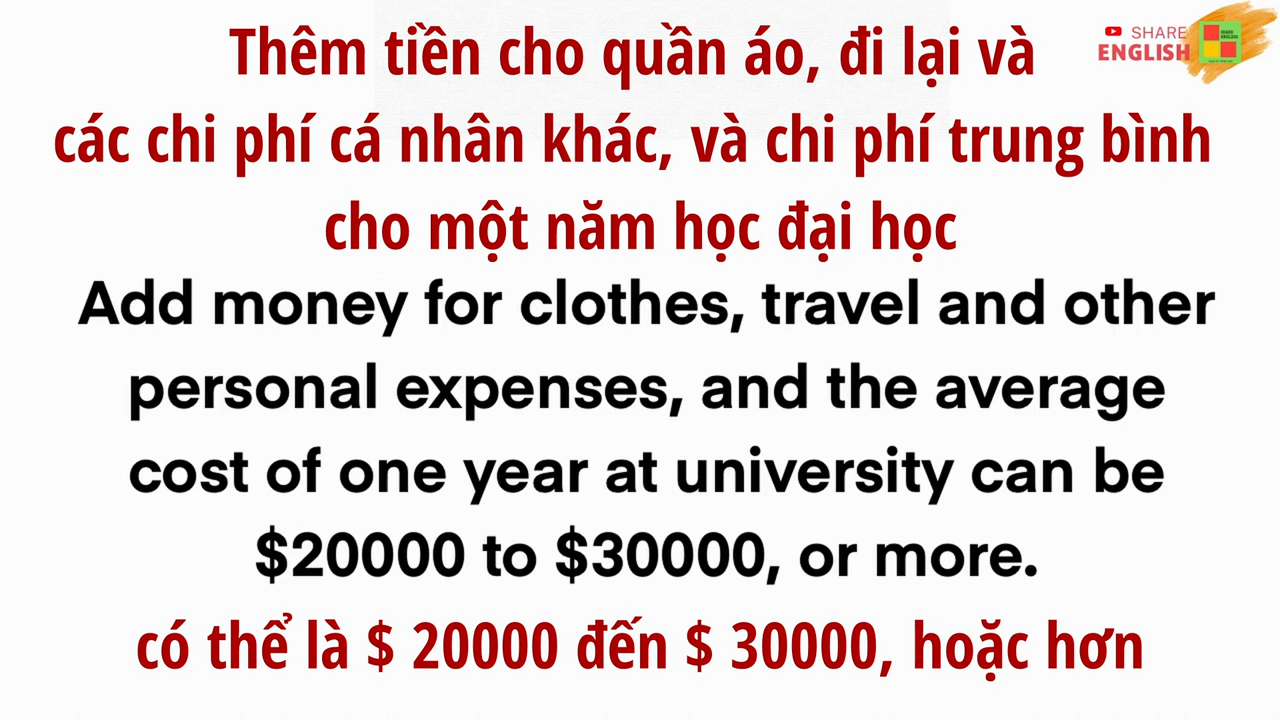 Thêm tiền cho quần áo, đi lại và
các chi phí cá nhân khác, và chi phí trung bình
cho một năm học đại học
Add money for clothes, travel and other
personal expenses, and the average
cost of one year at university can be
$20000 to $30000, or more.
có thể là $ 20000 đến $ 30000, hoặc hơn
SHARE
ENGLISH
SHARE
ENGLISH